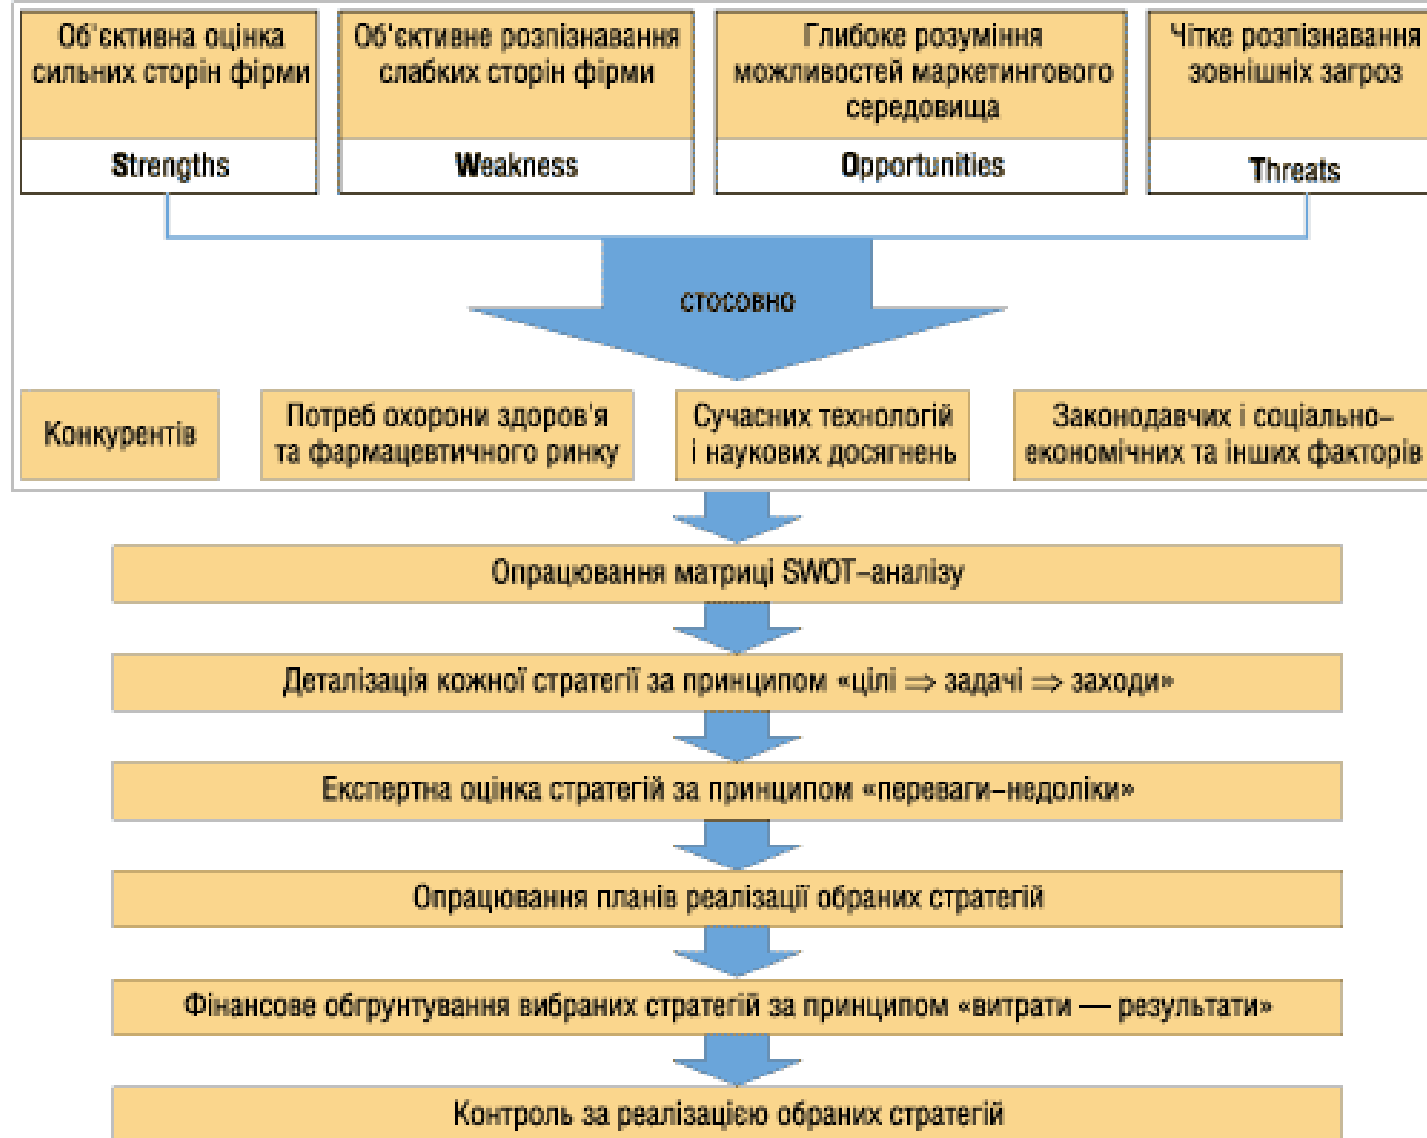 Об'єктивна оцінка
сильних сторін фірми
Strengths
Об'єктивне розпізнавання
слабких сторін фірми
Weakness
Глибоке розуміння
можливостей маркетингового
середовища
Opportunities
Чітке розпізнавання
зовнішніх загроз
Threats
стосовно
Конкурентів
Потреб охорони здоров'я
та фармацевтичного ринку
Сучасних технологій
і наукових досягнень
Законодавчих і соціально–
економічних та інших факторів
Опрацювання матриці SWOT–аналізу
Деталізація кожної стратегії за принципом «цілі ⇒ задачі ⇒ заходи»
Експертна оцінка стратегій за принципом «переваги–недоліки»
Опрацювання планів реалізації обраних стратегій
Фінансове обгрунтування вибраних стратегій за принципом «витрати — результати»
Контроль за реалізацією обраних стратегій